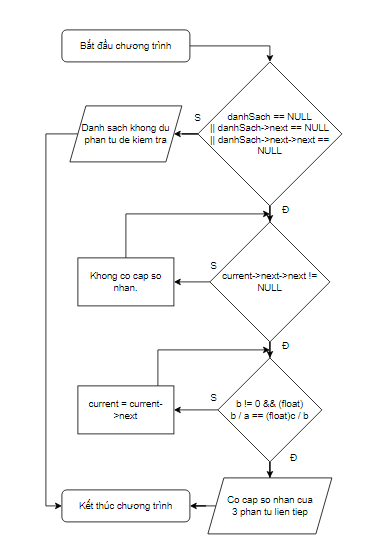 Bắt đầu chương trình
danhSach == NULL
|| danhSach->next == NULL
|| danhSach->next->next ==
NULL
S
Danh sach khong du
phan tu de kiem tra
Đ
current->next->next !=
NULL
S
Khong co cap so
nhan.
Đ
b != 0 && (float)
b / a == (float)c / b
S
current = current-
>next
Đ
Co cap so nhan cua
3 phan tu lien tiep
Kết thúc chương trình